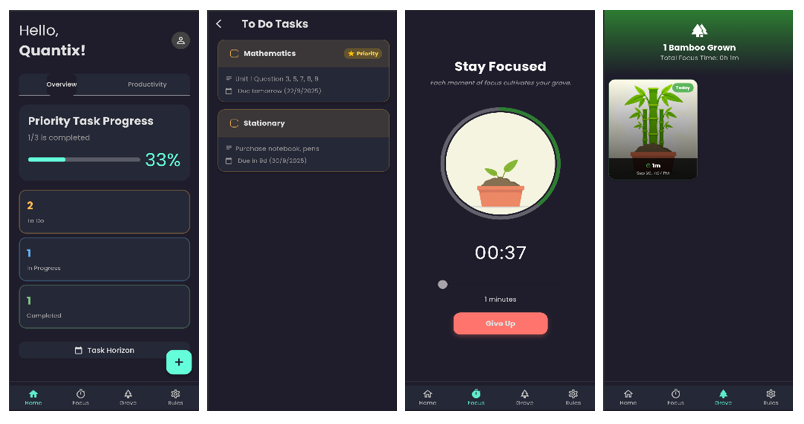 Hello,
Quantix!
Overview
Productivity
Priority Task Progress
1/3 is completed
33%
2
To Do
1
In Progress
1
Completed
Task Horizon
+
Home
Focus
Grove
Rules
To Do Tasks
Mathematics
Priority
Unit 1 Question 3, 5, 7, 8, 9
Due tomorrow (22/9/2025)
Stationary
Purchase notebook, pens
Due in 9d (30/9/2025)
Stay Focused
Each moment of focus cultivates your grove.
00:37
1 minutes
Give Up
Home
Focus
Grove
Rules
1 Bamboo Grown
Total Focus Time: 0h 1m
Today
1m
Home
Focus
Grove
Rules